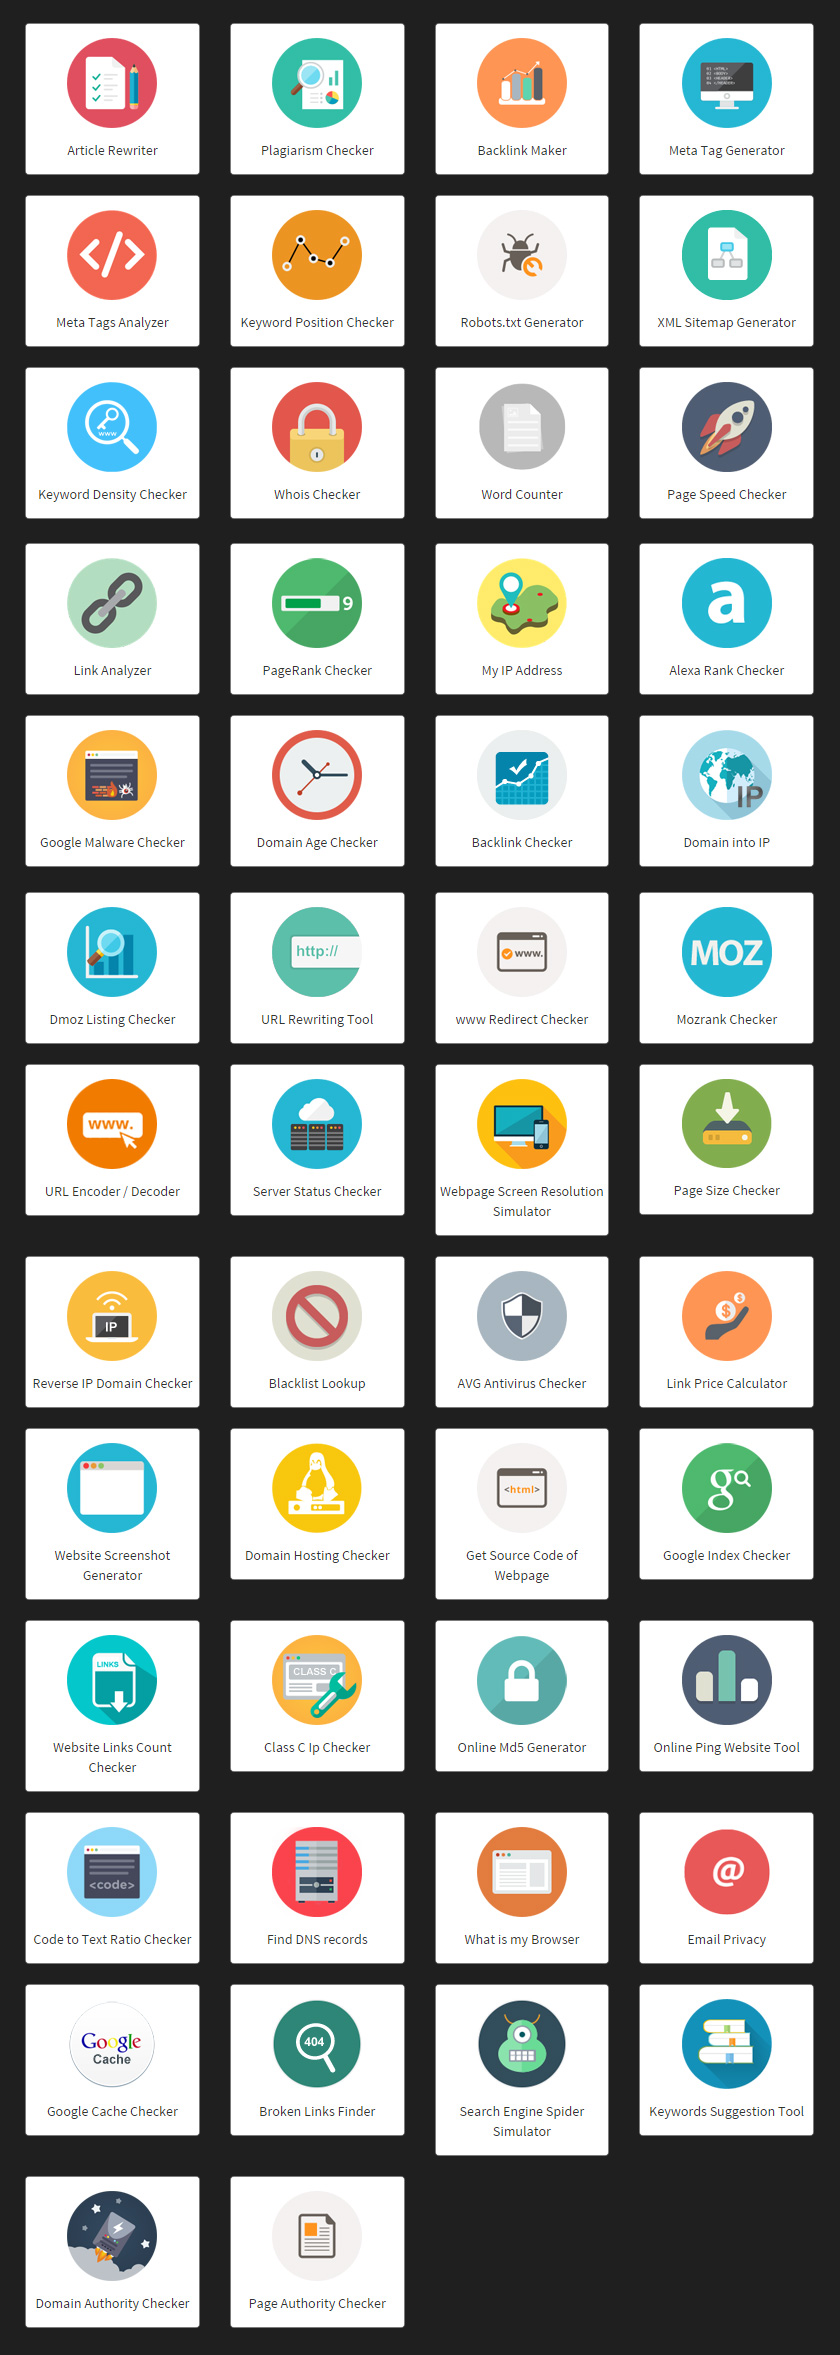 Article Rewriter
Plagiarism Checker
Backlink Maker
Meta Tag Generator
Meta Tags Analyzer
Keyword Position Checker
Robots.txt Generator
XML Sitemap Generator
www
Keyword Density Checker
Whois Checker
Word Counter
Page Speed Checker
Link Analyzer
9
PageRank Checker
My IP Address
a
Alexa Rank Checker
Google Malware Checker
Domain Age Checker
Backlink Checker
IP
Domain into IP
Dmoz Listing Checker
http://
URL Rewriting Tool
www.
www Redirect Checker
MOZ
Mozrank Checker
www.
URL Encoder / Decoder
Server Status Checker
Webpage Screen Resolution
Simulator
Page Size Checker
IP
Reverse IP Domain Checker
Blacklist Lookup
AVG Antivirus Checker
$ $
Link Price Calculator
Website Screenshot
Generator
Domain Hosting Checker
<html>
Get Source Code of
Webpage
g
Google Index Checker
LINKS
Website Links Count
Checker
CLASS C
Class C Ip Checker
Online Md5 Generator
Online Ping Website Tool
<code>
Code to Text Ratio Checker
Find DNS records
What is my Browser
@
Email Privacy
Google
Cache
Google Cache Checker
404
Broken Links Finder
Search Engine Spider
Simulator
Keywords Suggestion Tool
Domain Authority Checker
Page Authority Checker